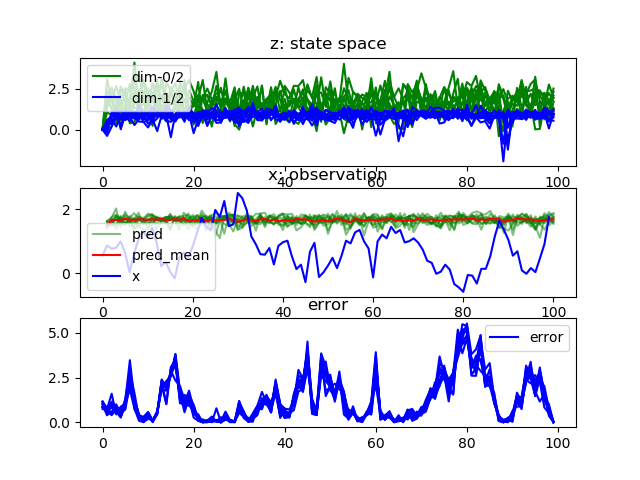 z: state space
2.5
0.0
dim-0/2
dim-1/2
0 20 40 60 80 100
x: observation
2
0
pred
pred_mean
x
0 20 40 60 80 100
error
5.0
2.5
0.0
error
0 20 40 60 80 100